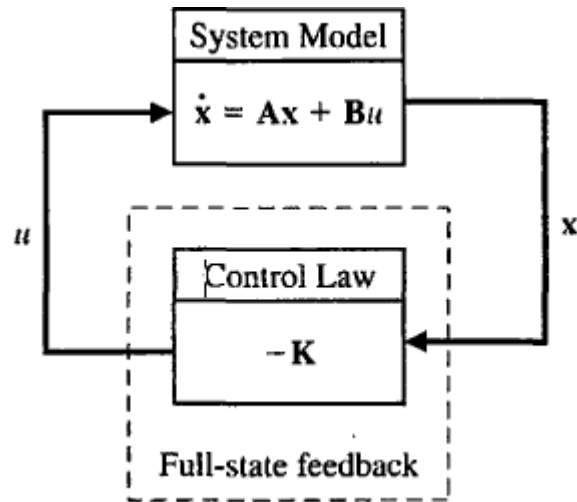 System Model
ẋ = Ax + Bu
u
x
Control Law
−K
Full-state feedback